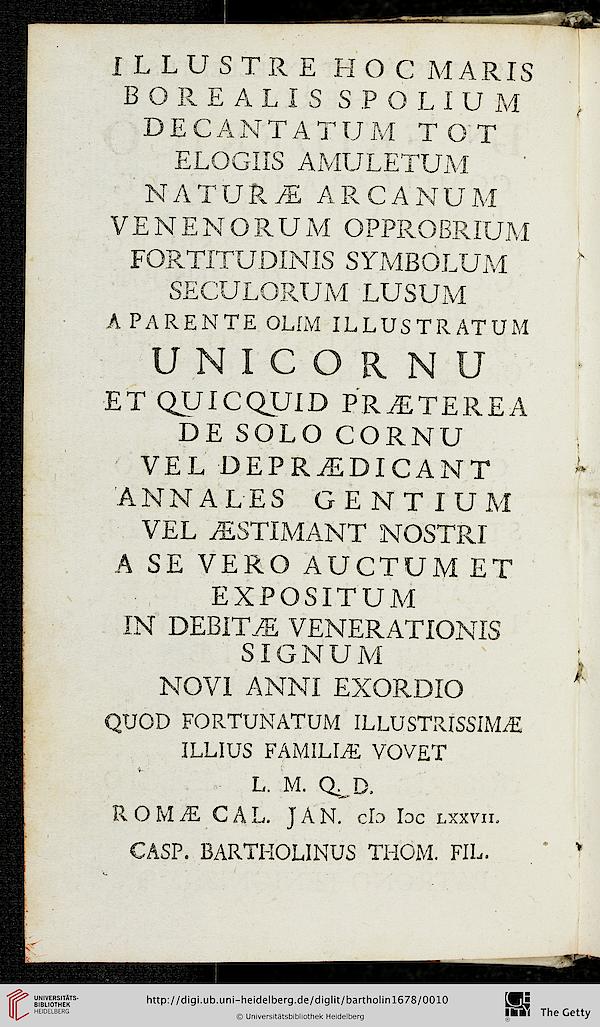 ILLUSTRE HOC MARIS
BOREALIS SPOLIUM
DECANTATUM TOT
ELOGIIS AMULETUM
NATURÆ ARCANUM
VENENORUM OPPROBRIUM
FORTITUDINIS SYMBOLUM
SECULORUM LUSUM
A PARENTE OLIM ILLUSTRATUM
UNICORNU
ET QUICQUID PRÆTEREA
DE SOLO CORNU
VEL DEPRÆDICANT
ANNALES GENTIUM
VEL ÆSTIMANT NOSTRI
A SE VERO AUCTUM ET
EXPOSITUM
IN DEBITÆ VENERATIONIS
SIGNUM
NOVI ANNI EXORDIO
QUOD FORTUNATUM ILLUSTRISSIMÆ
ILLIUS FAMILIÆ VOVET
L. M. Q. D.
ROMÆ CAL. JAN. cIↄ Iↄc LXXVII.
CASP. BARTHOLINUS THOM. FIL.
UNIVERSITÄTS-
BIBLIOTHEK
HEIDELBERG
http://digi.ub.uni-heidelberg.de/diglit/bartholin1678/0010
© Universitätsbibliothek Heidelberg
The Getty